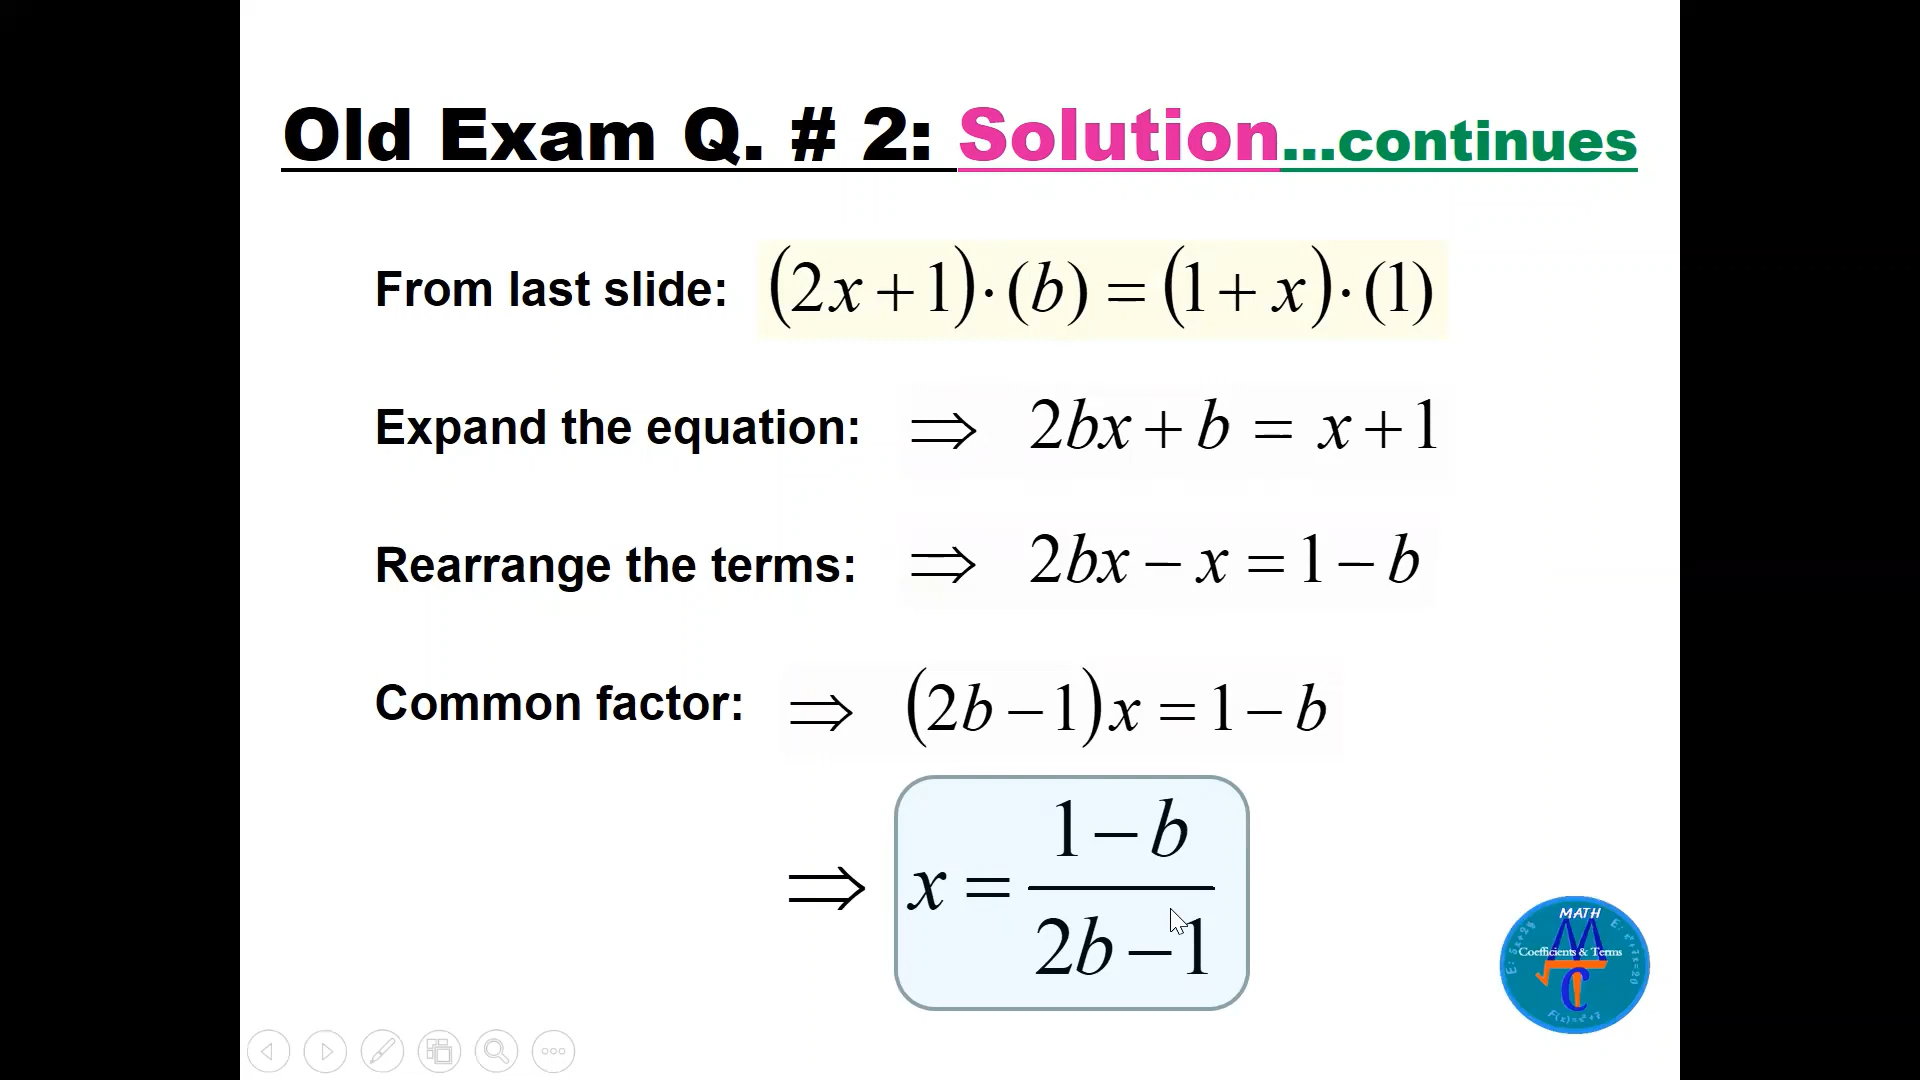 Old Exam Q. # 2: Solution...continues
From last slide: (2x+1)·(b)=(1+x)·(1)
Expand the equation: ⇒ 2bx+b = x+1
Rearrange the terms: ⇒ 2bx−x=1−b
Common factor: ⇒ (2b−1)x=1−b
⇒ x = (1−b)/(2b−1)
MATH
Coefficients & Terms